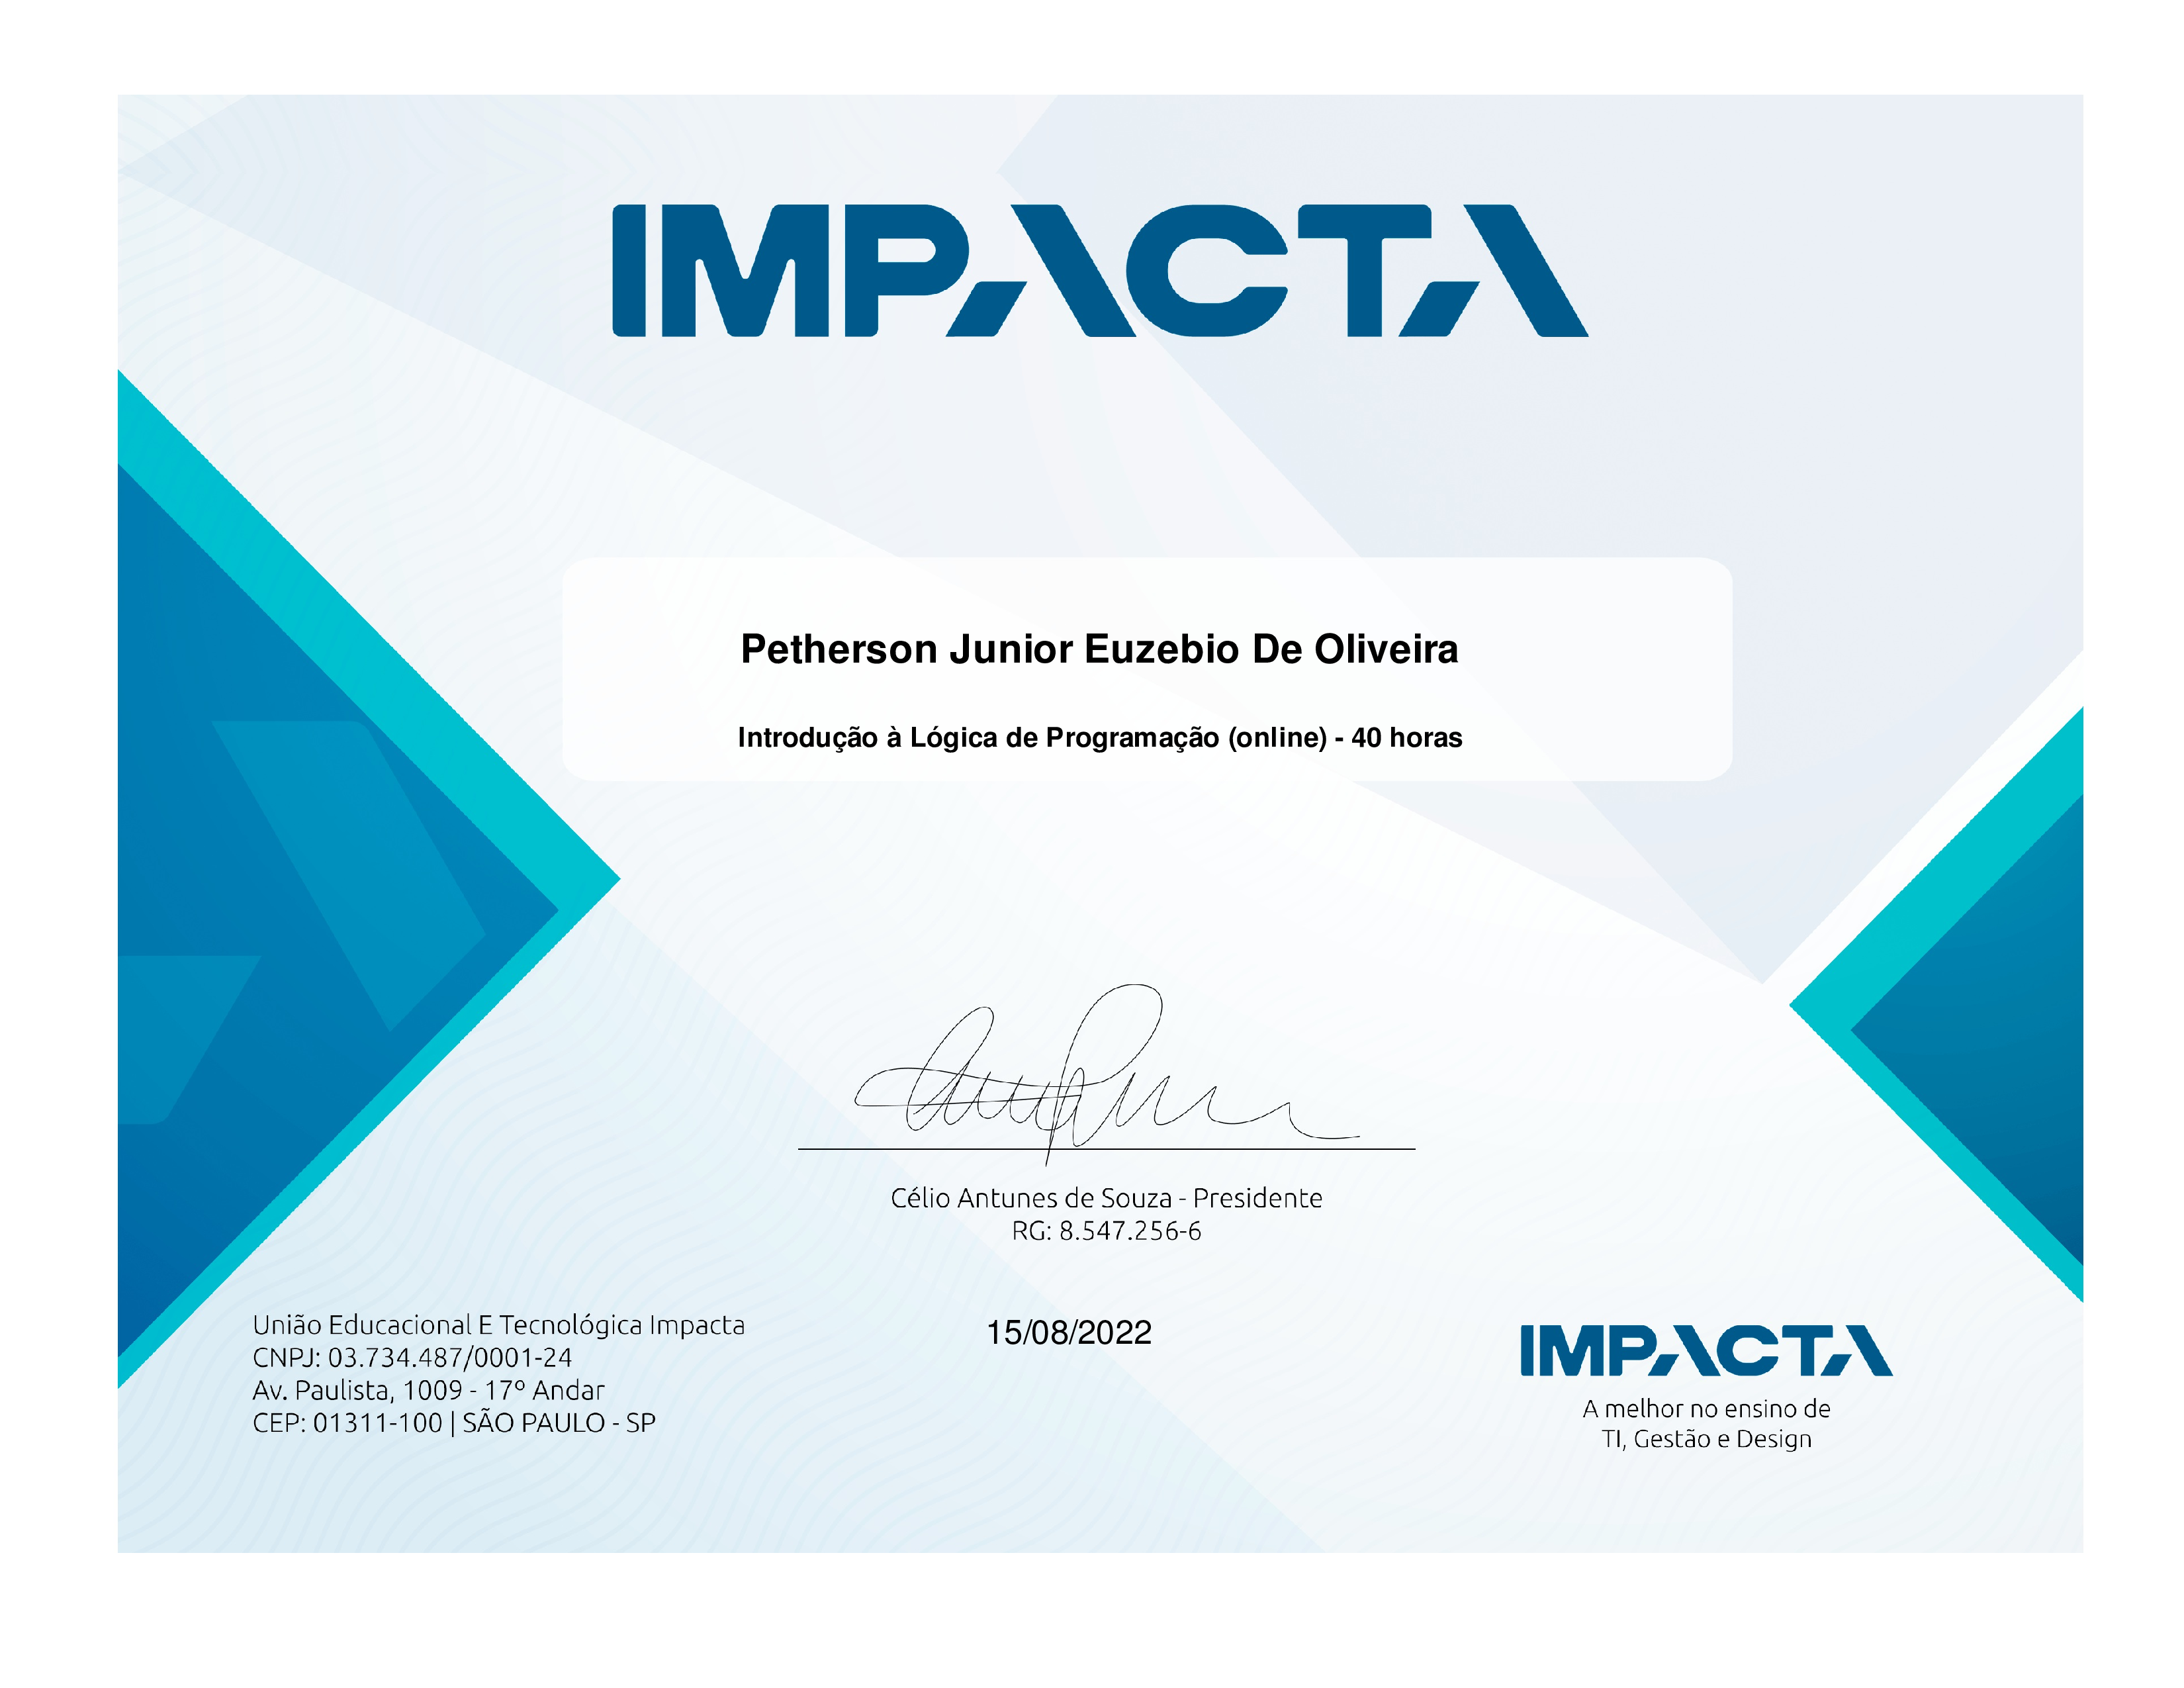 IMPACTA
Petherson Junior Euzebio De Oliveira
Introdução à Lógica de Programação (online) - 40 horas
Célio Antunes de Souza - Presidente
RG: 8.547.256-6
União Educacional E Tecnológica Impacta
CNPJ: 03.734.487/0001-24
Av. Paulista, 1009 - 17º Andar
CEP: 01311-100 | SÃO PAULO - SP
15/08/2022
IMPACTA
A melhor no ensino de
TI, Gestão e Design